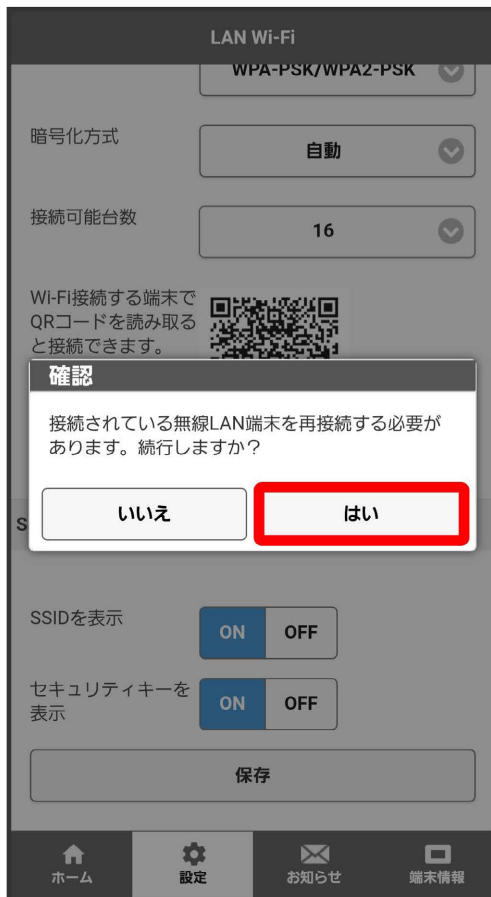 LAN Wi-Fi
WPA-PSK/WPA2-PSK
暗号化方式
自動
接続可能台数
16
Wi-Fi接続する端末で
QRコードを読み取る
と接続できます。
確認
接続されている無線LAN端末を再接続する必要が
あります。続行しますか？
いいえ
はい
S
SSIDを表示
ON
OFF
セキュリティキーを
表示
ON
OFF
保存
ホーム
設定
お知らせ
端末情報